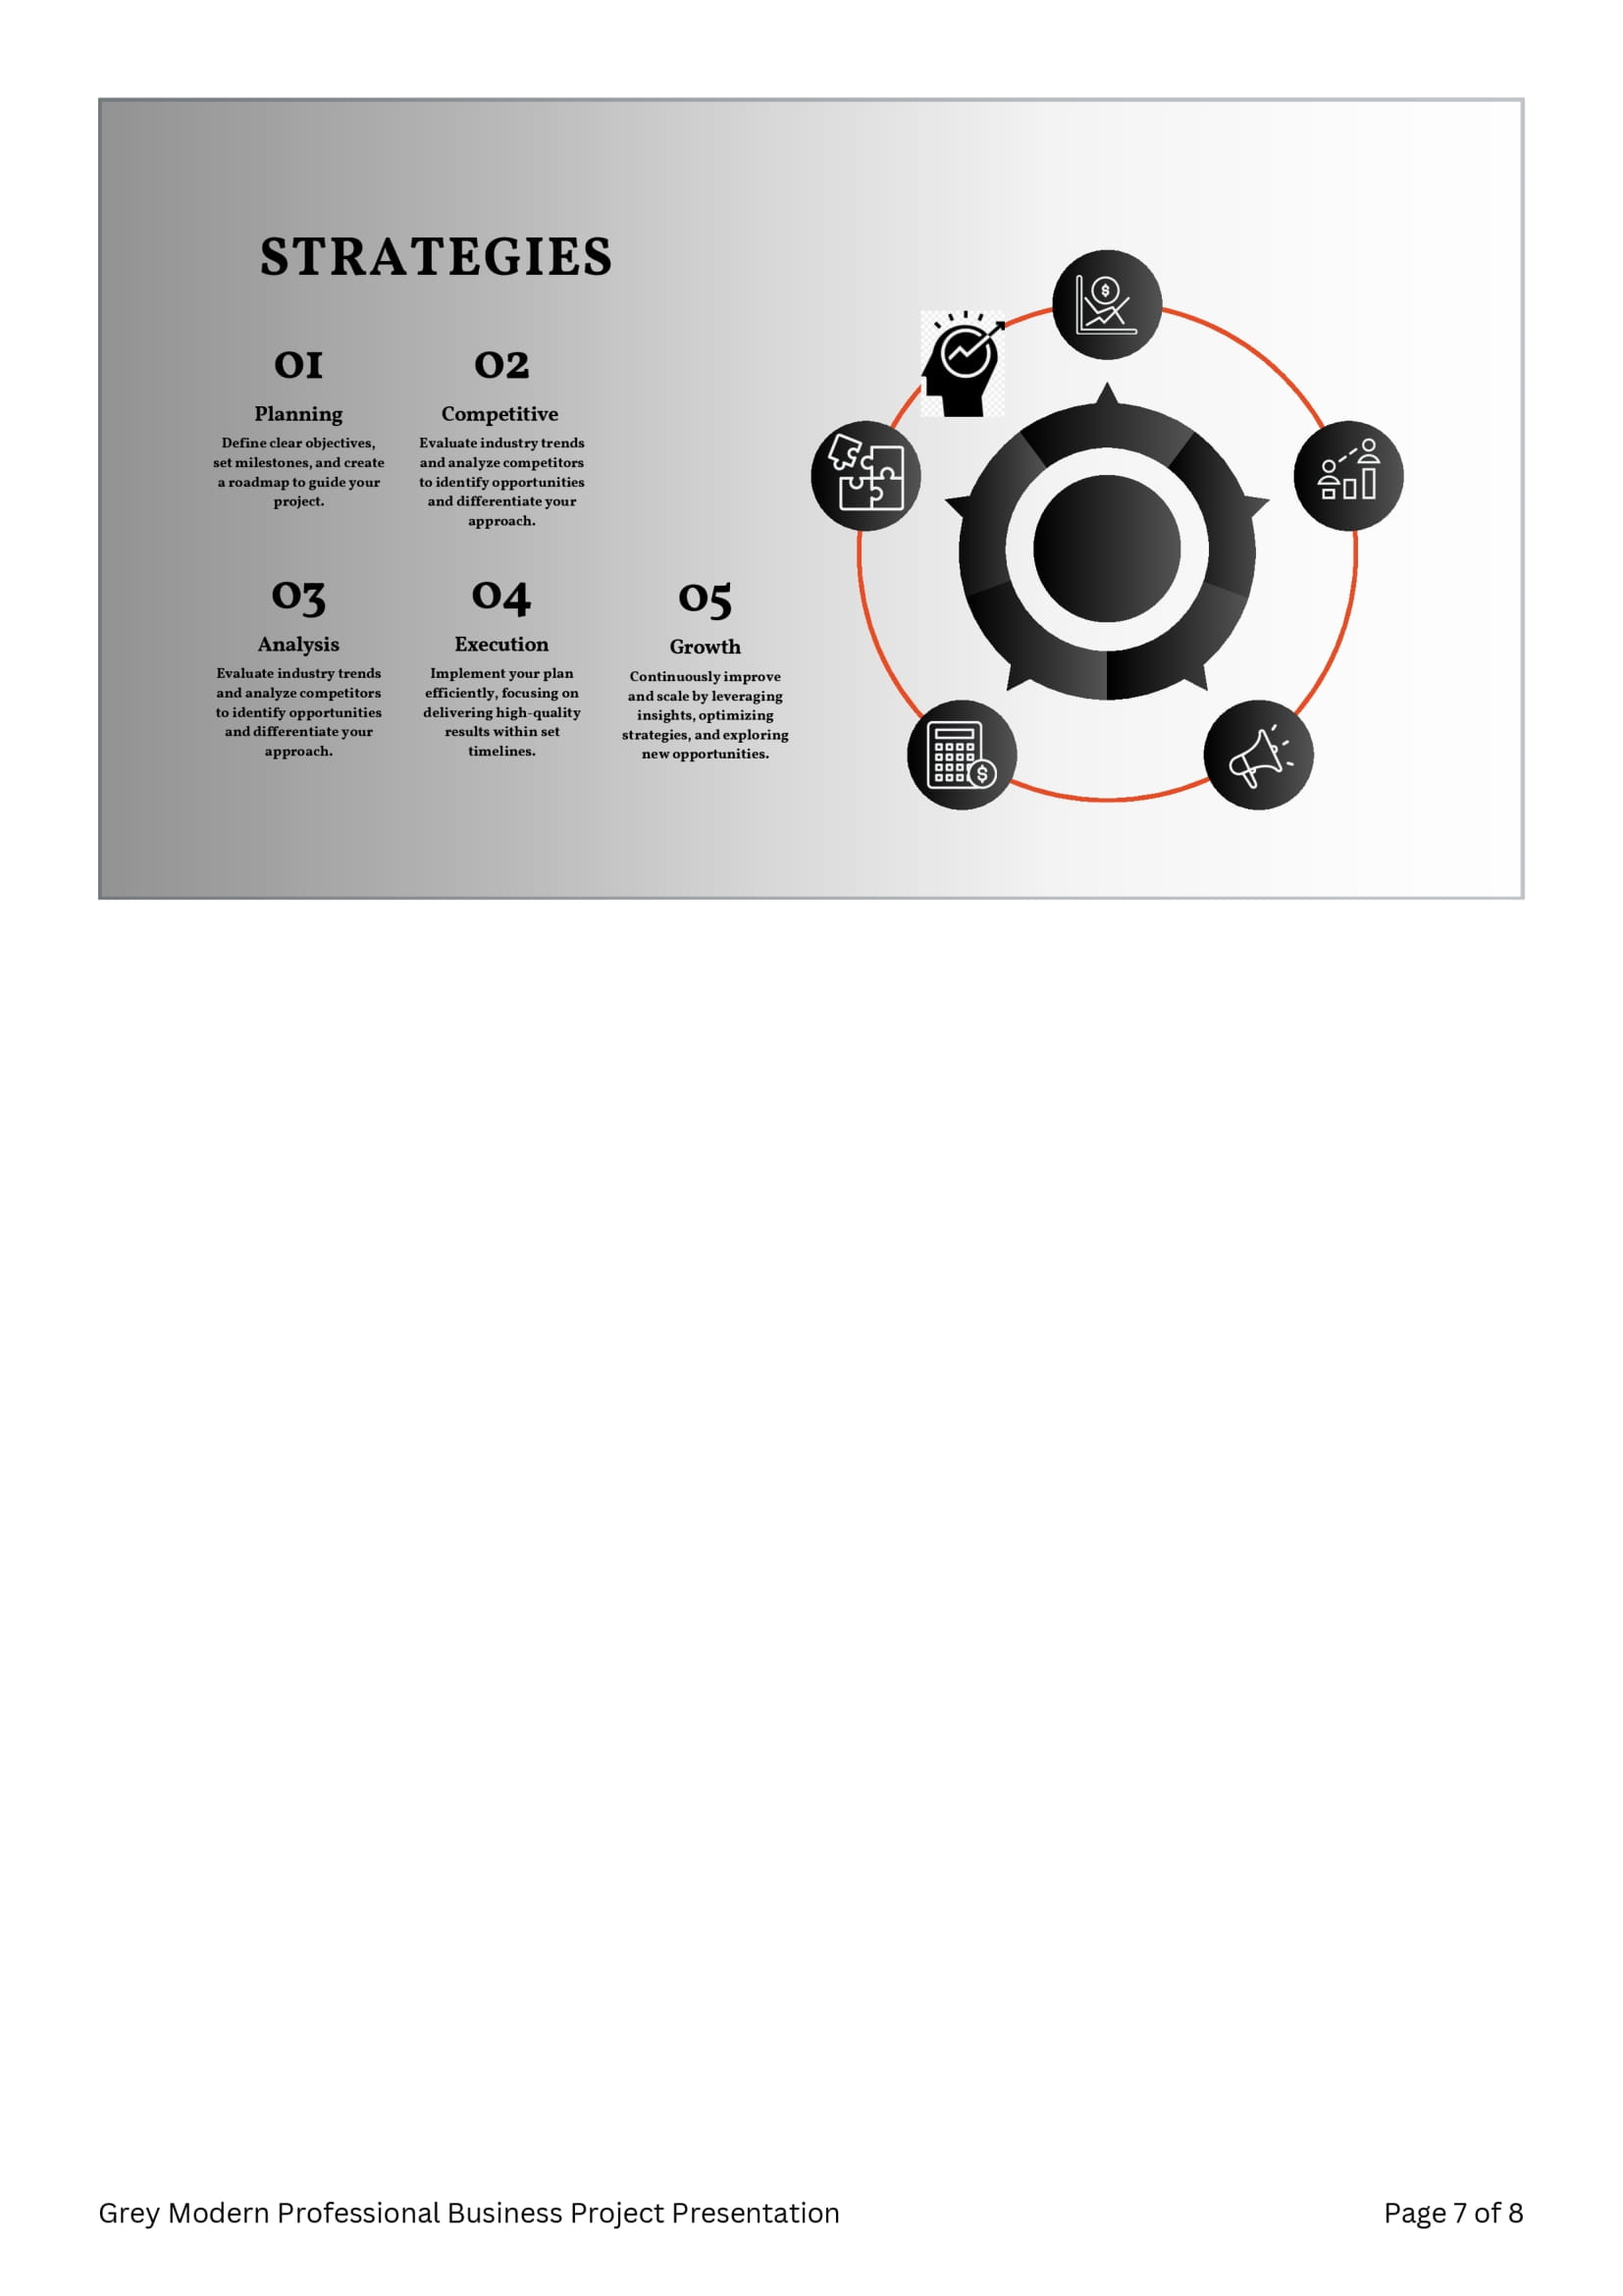 STRATEGIES
01
Planning
Define clear objectives,
set milestones, and create
a roadmap to guide your
project.
02
Competitive
Evaluate industry trends
and analyze competitors
to identify opportunities
and differentiate your
approach.
03
Analysis
Evaluate industry trends
and analyze competitors
to identify opportunities
and differentiate your
approach.
04
Execution
Implement your plan
efficiently, focusing on
delivering high-quality
results within set
timelines.
05
Growth
Continuously improve
and scale by leveraging
insights, optimizing
strategies, and exploring
new opportunities.
$
$
Grey Modern Professional Business Project Presentation
Page 7 of 8